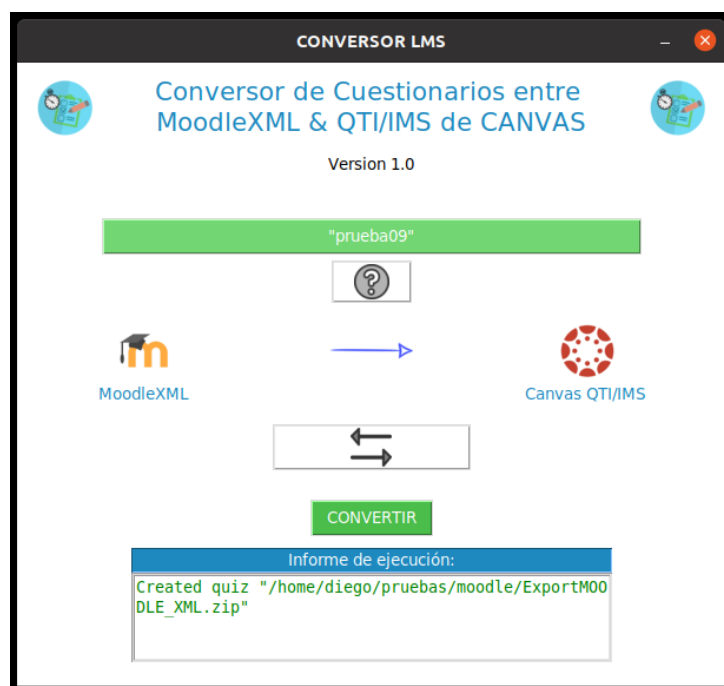 CONVERSOR LMS
Conversor de Cuestionarios entre
MoodleXML & QTI/IMS de CANVAS
Version 1.0
"prueba09"
MoodleXML
Canvas QTI/IMS
CONVERTIR
Informe de ejecución:
Created quiz "/home/diego/pruebas/moodle/ExportMOO
DLE_XML.zip"